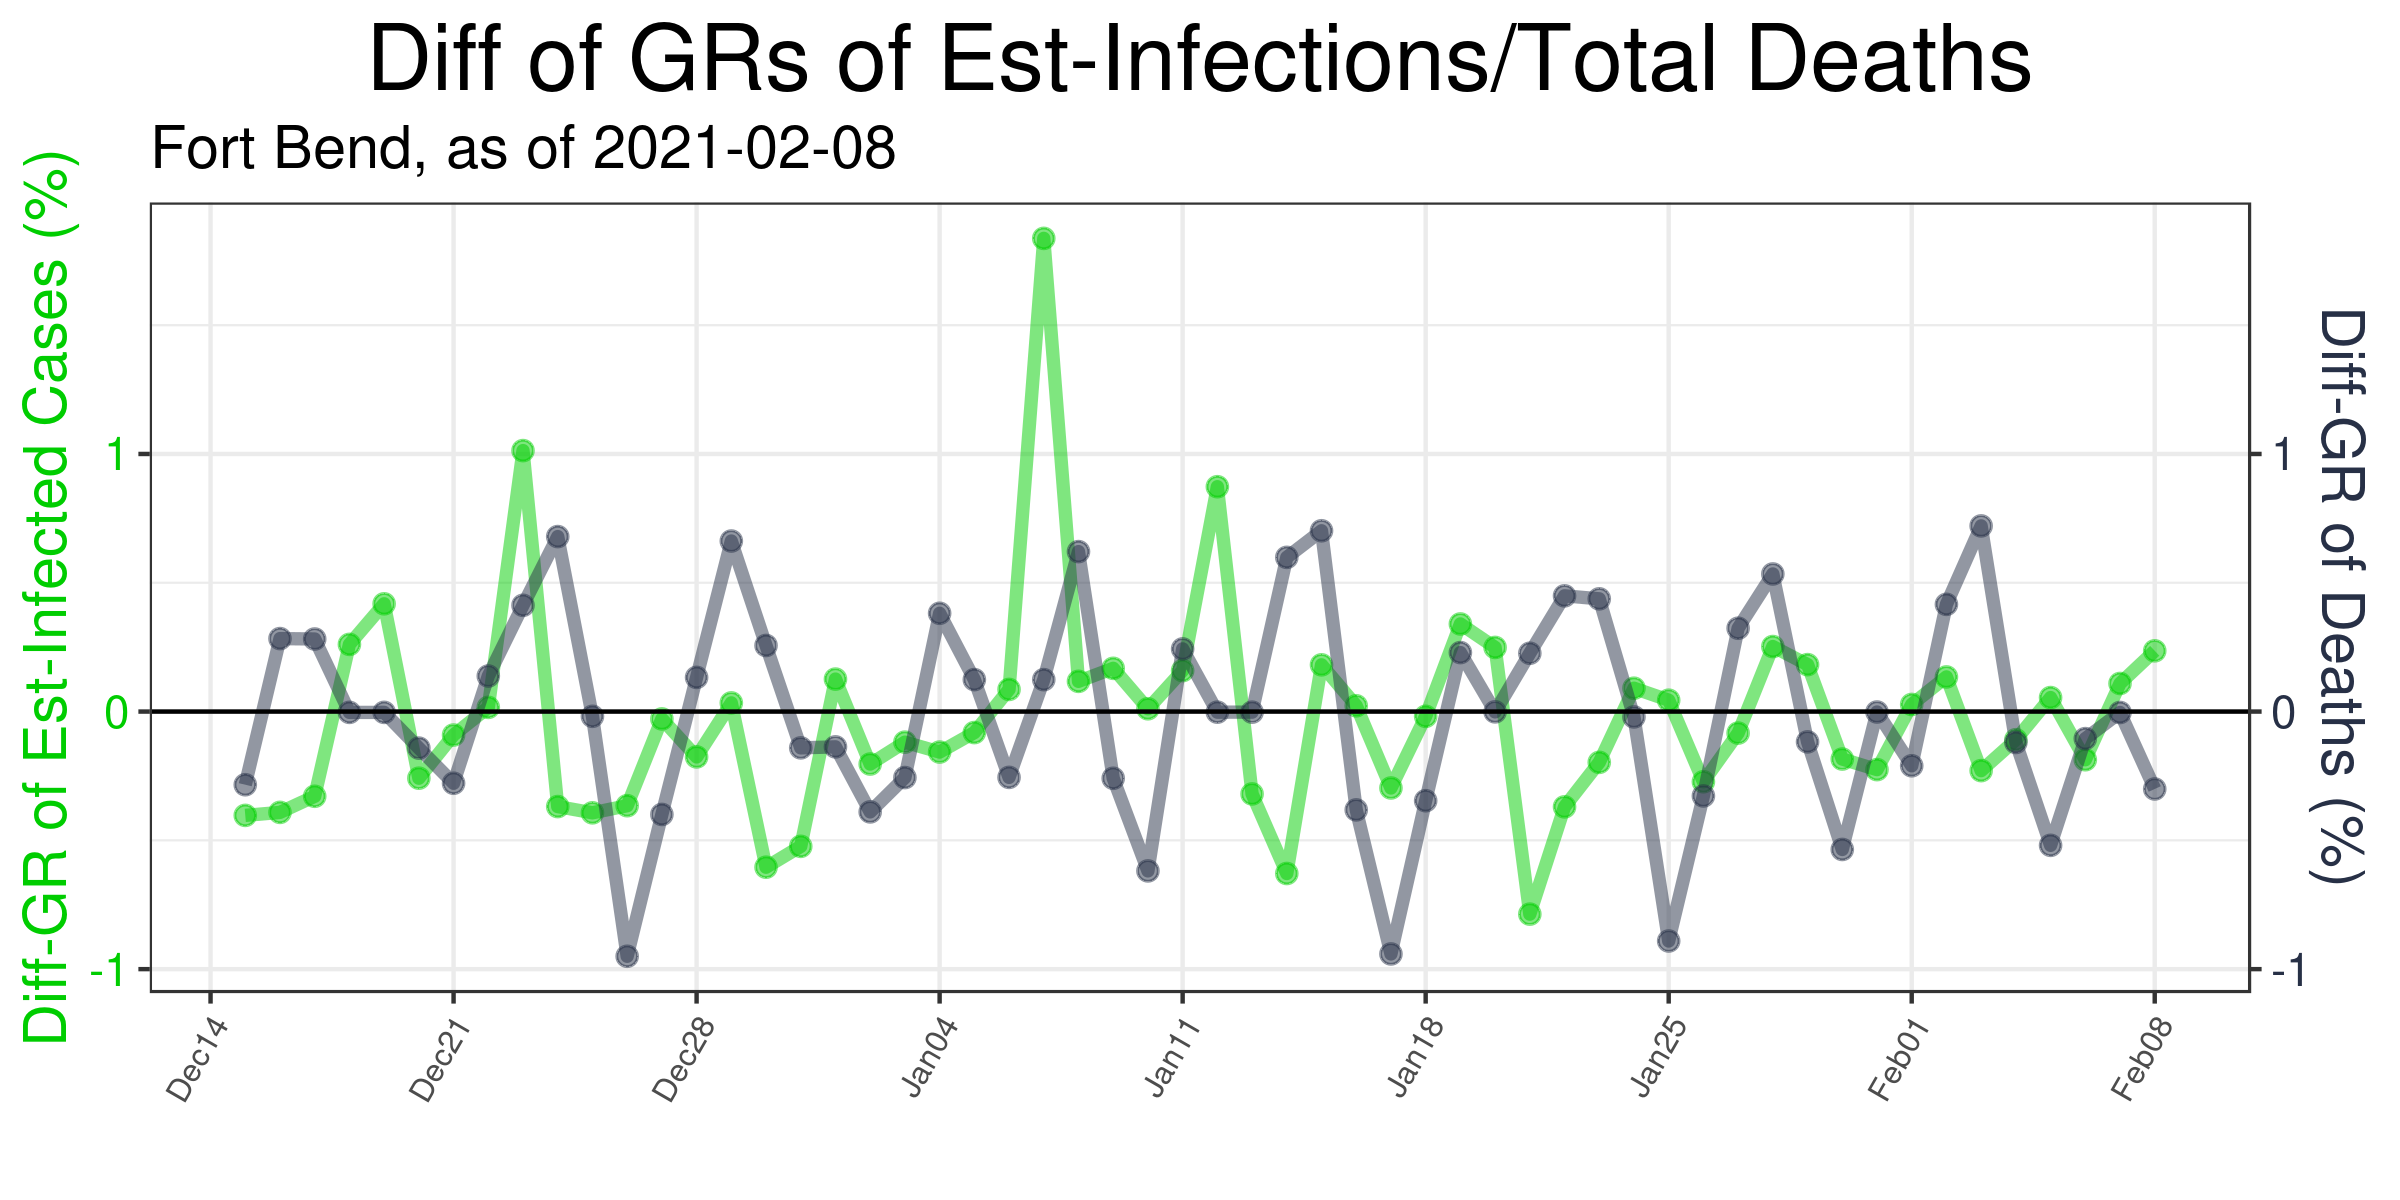 Diff of GRs of Est-Infections/Total Deaths
Fort Bend, as of 2021-02-08
Diff-GR of Est-Infected Cases (%)
1
0
-1
1
0
-1
Diff-GR of Deaths (%)
Dec14
Dec21
Dec28
Jan04
Jan11
Jan18
Jan25
Feb01
Feb08